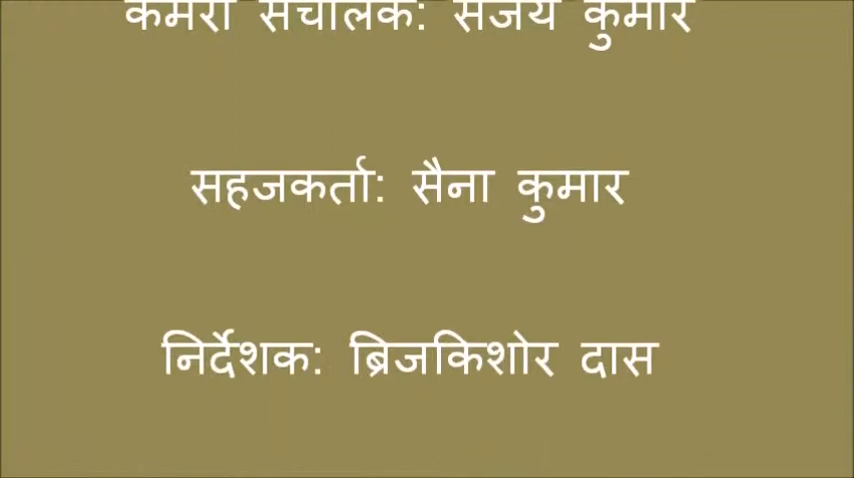 कैमरा संचालक: संजय कुमार
सहजकर्ता: सैना कुमार
निर्देशक: ब्रिजकिशोर दास